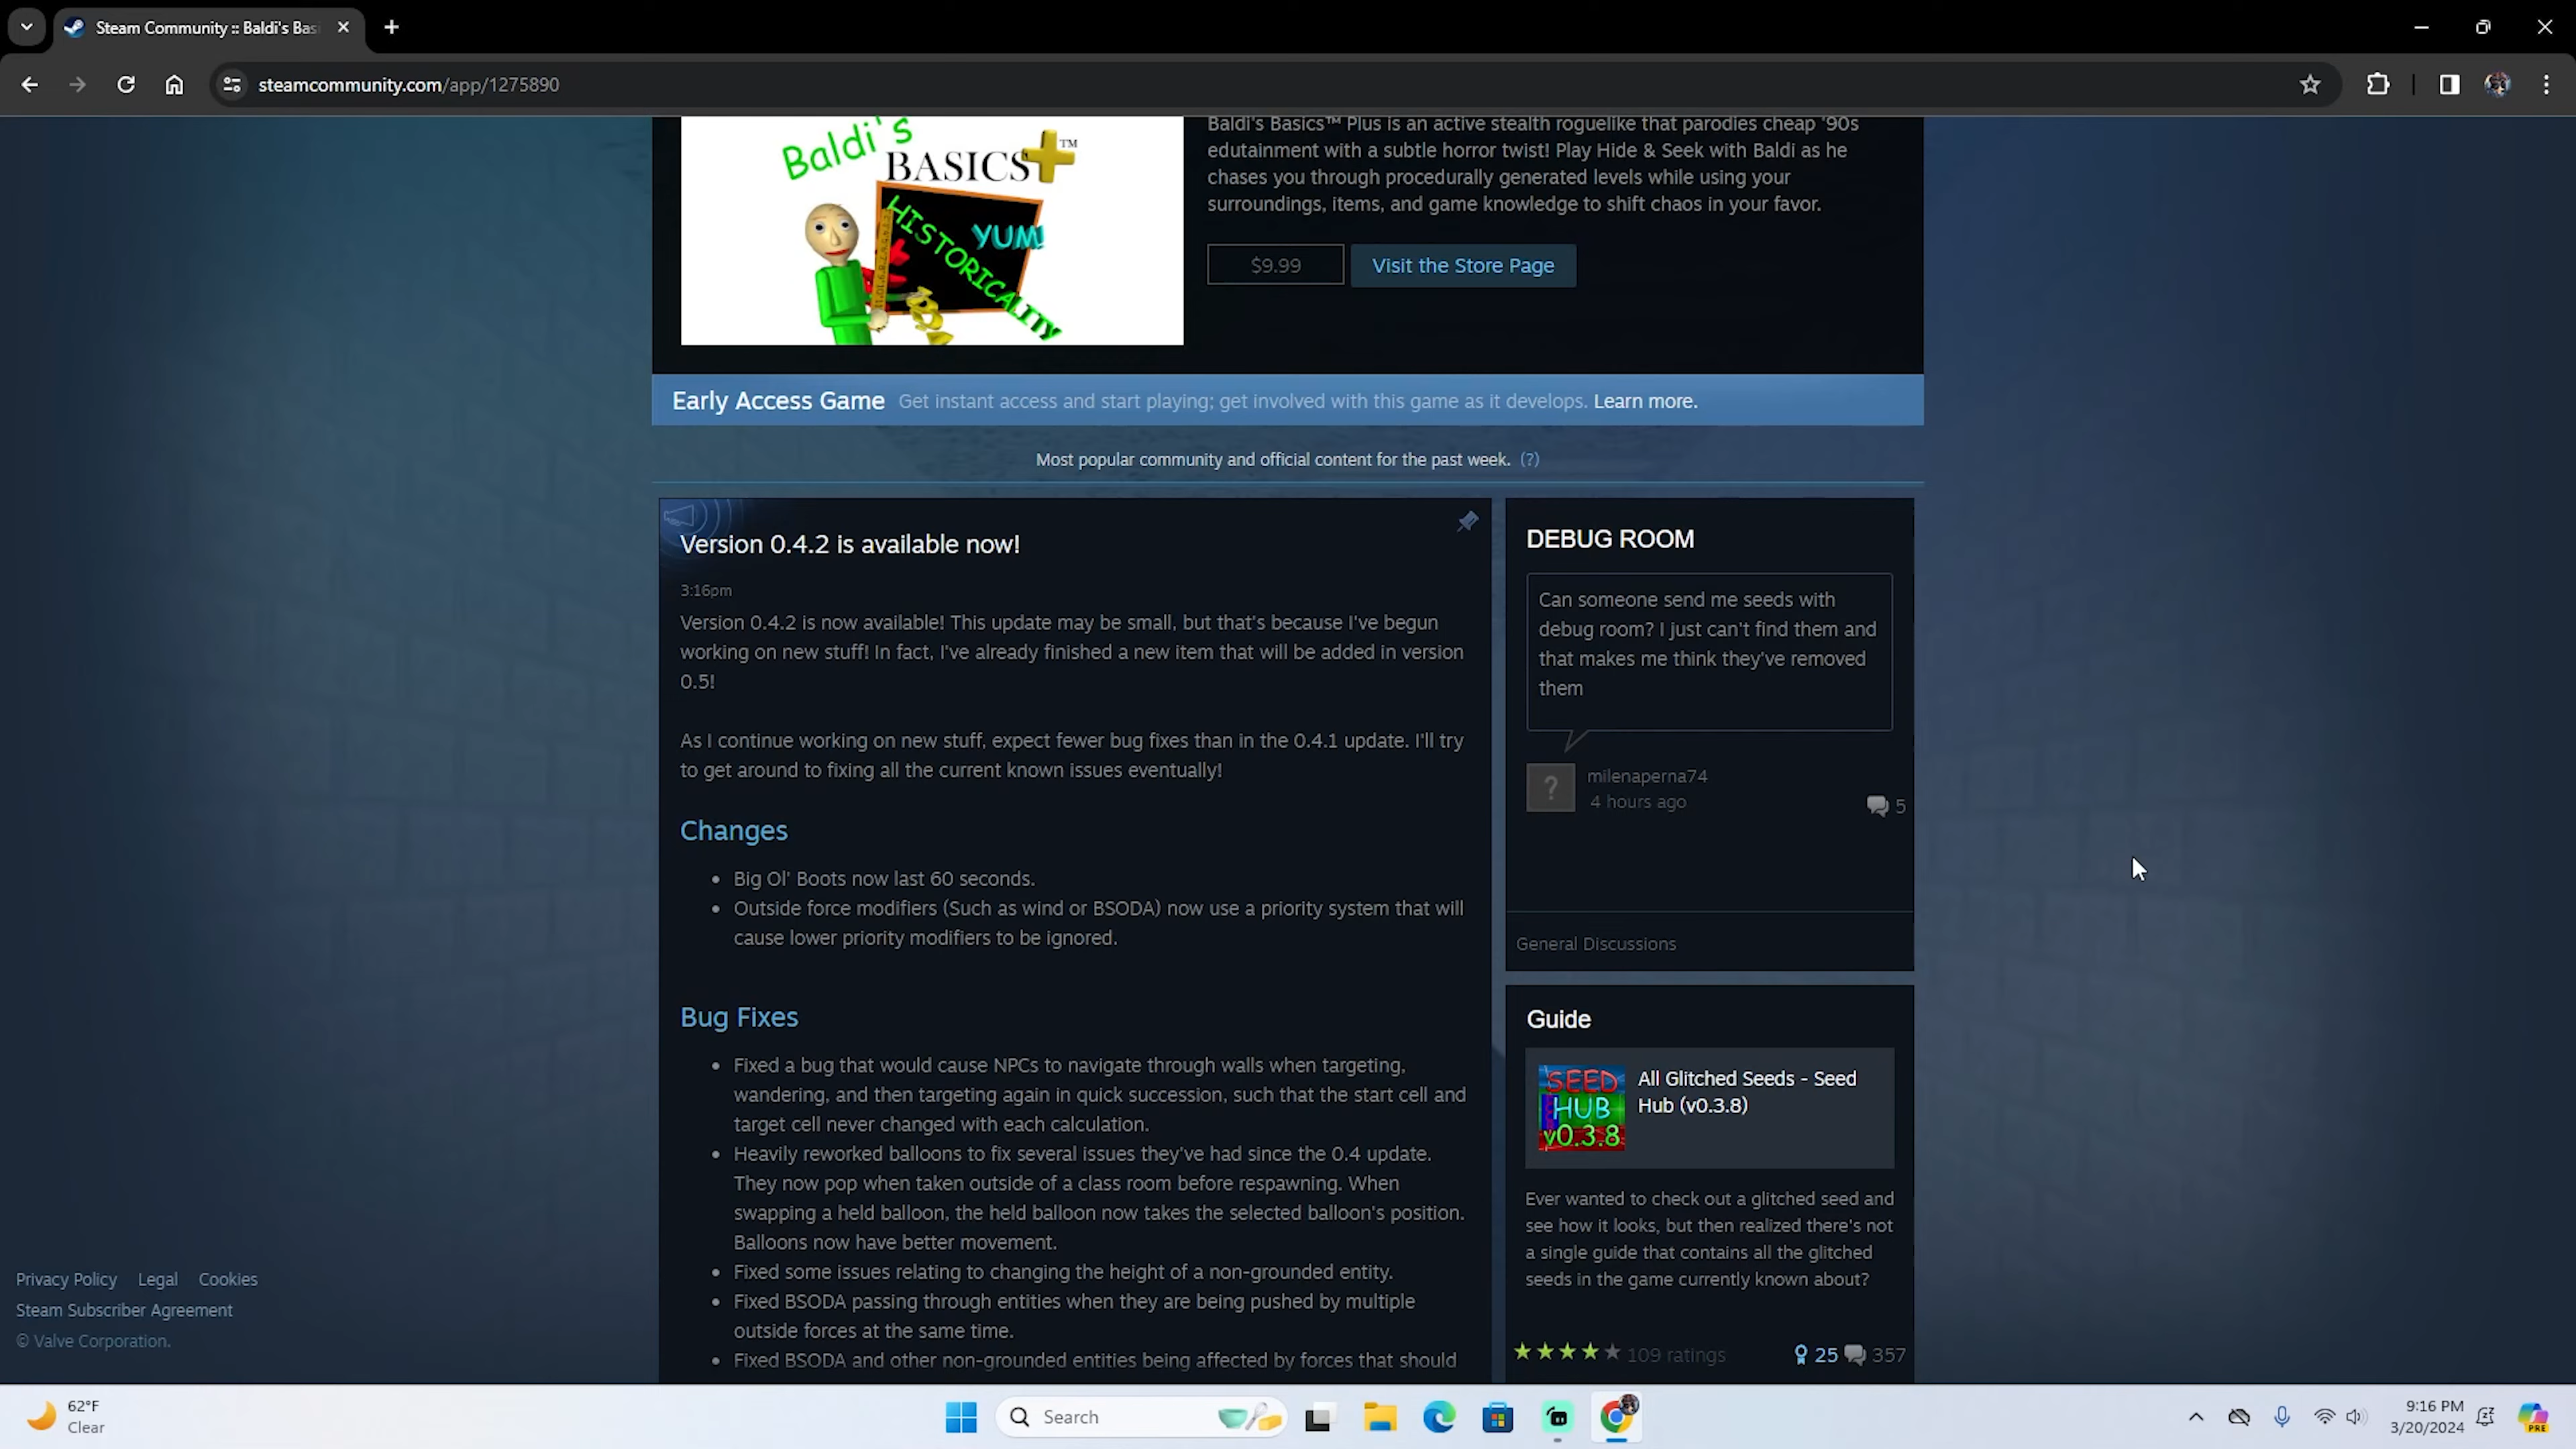 Steam Community :: Baldi's Bas
steamcommunity.com/app/1275890
Baldi's
BASICS
TM
HISTORICALITY
YUM!
Baldi's Basics™ Plus is an active stealth roguelike that parodies cheap '90s
edutainment with a subtle horror twist! Play Hide & Seek with Baldi as he
chases you through procedurally generated levels while using your
surroundings, items, and game knowledge to shift chaos in your favor.
$9.99
Visit the Store Page
Early Access Game Get instant access and start playing; get involved with this game as it develops. Learn more.
Most popular community and official content for the past week. (?)
Version 0.4.2 is available now!
3:16pm
Version 0.4.2 is now available! This update may be small, but that's because I've begun
working on new stuff! In fact, I've already finished a new item that will be added in version
0.5!
As I continue working on new stuff, expect fewer bug fixes than in the 0.4.1 update. I'll try
to get around to fixing all the current known issues eventually!
Changes
• Big Ol' Boots now last 60 seconds.
• Outside force modifiers (Such as wind or BSODA) now use a priority system that will
cause lower priority modifiers to be ignored.
Bug Fixes
• Fixed a bug that would cause NPCs to navigate through walls when targeting,
wandering, and then targeting again in quick succession, such that the start cell and
target cell never changed with each calculation.
• Heavily reworked balloons to fix several issues they've had since the 0.4 update.
They now pop when taken outside of a class room before respawning. When
swapping a held balloon, the held balloon now takes the selected balloon's position.
Balloons now have better movement.
• Fixed some issues relating to changing the height of a non-grounded entity.
• Fixed BSODA passing through entities when they are being pushed by multiple
outside forces at the same time.
• Fixed BSODA and other non-grounded entities being affected by forces that should
DEBUG ROOM
Can someone send me seeds with
debug room? I just can't find them and
that makes me think they've removed
them
?
milenaperna74
4 hours ago
5
General Discussions
Guide
SEED
HUB
v0.3.8
All Glitched Seeds - Seed
Hub (v0.3.8)
Ever wanted to check out a glitched seed and
see how it looks, but then realized there's not
a single guide that contains all the glitched
seeds in the game currently known about?
109 ratings
25
357
Privacy Policy Legal Cookies
Steam Subscriber Agreement
© Valve Corporation.
62°F
Clear
Search
9:16 PM
3/20/2024
PRE